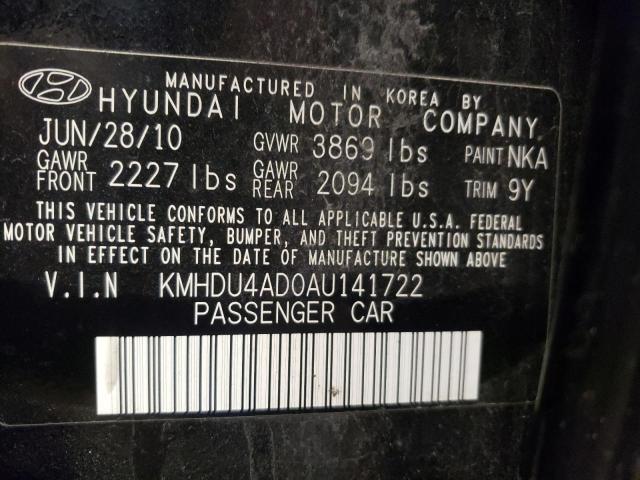 MANUFACTURED IN KOREA BY
HYUNDAI MOTOR COMPANY
JUN/28/10 GVWR 3869 lbs PAINT NKA
GAWR FRONT 2227 lbs GAWR REAR 2094 lbs TRIM 9Y
THIS VEHICLE CONFORMS TO ALL APPLICABLE U.S.A. FEDERAL
MOTOR VEHICLE SAFETY, BUMPER, AND THEFT PREVENTION STANDARDS
IN EFFECT ON THE DATE OF MANUFACTURE SHOWN ABOVE.
V.I.N KMHDU4AD0AU141722
PASSENGER CAR